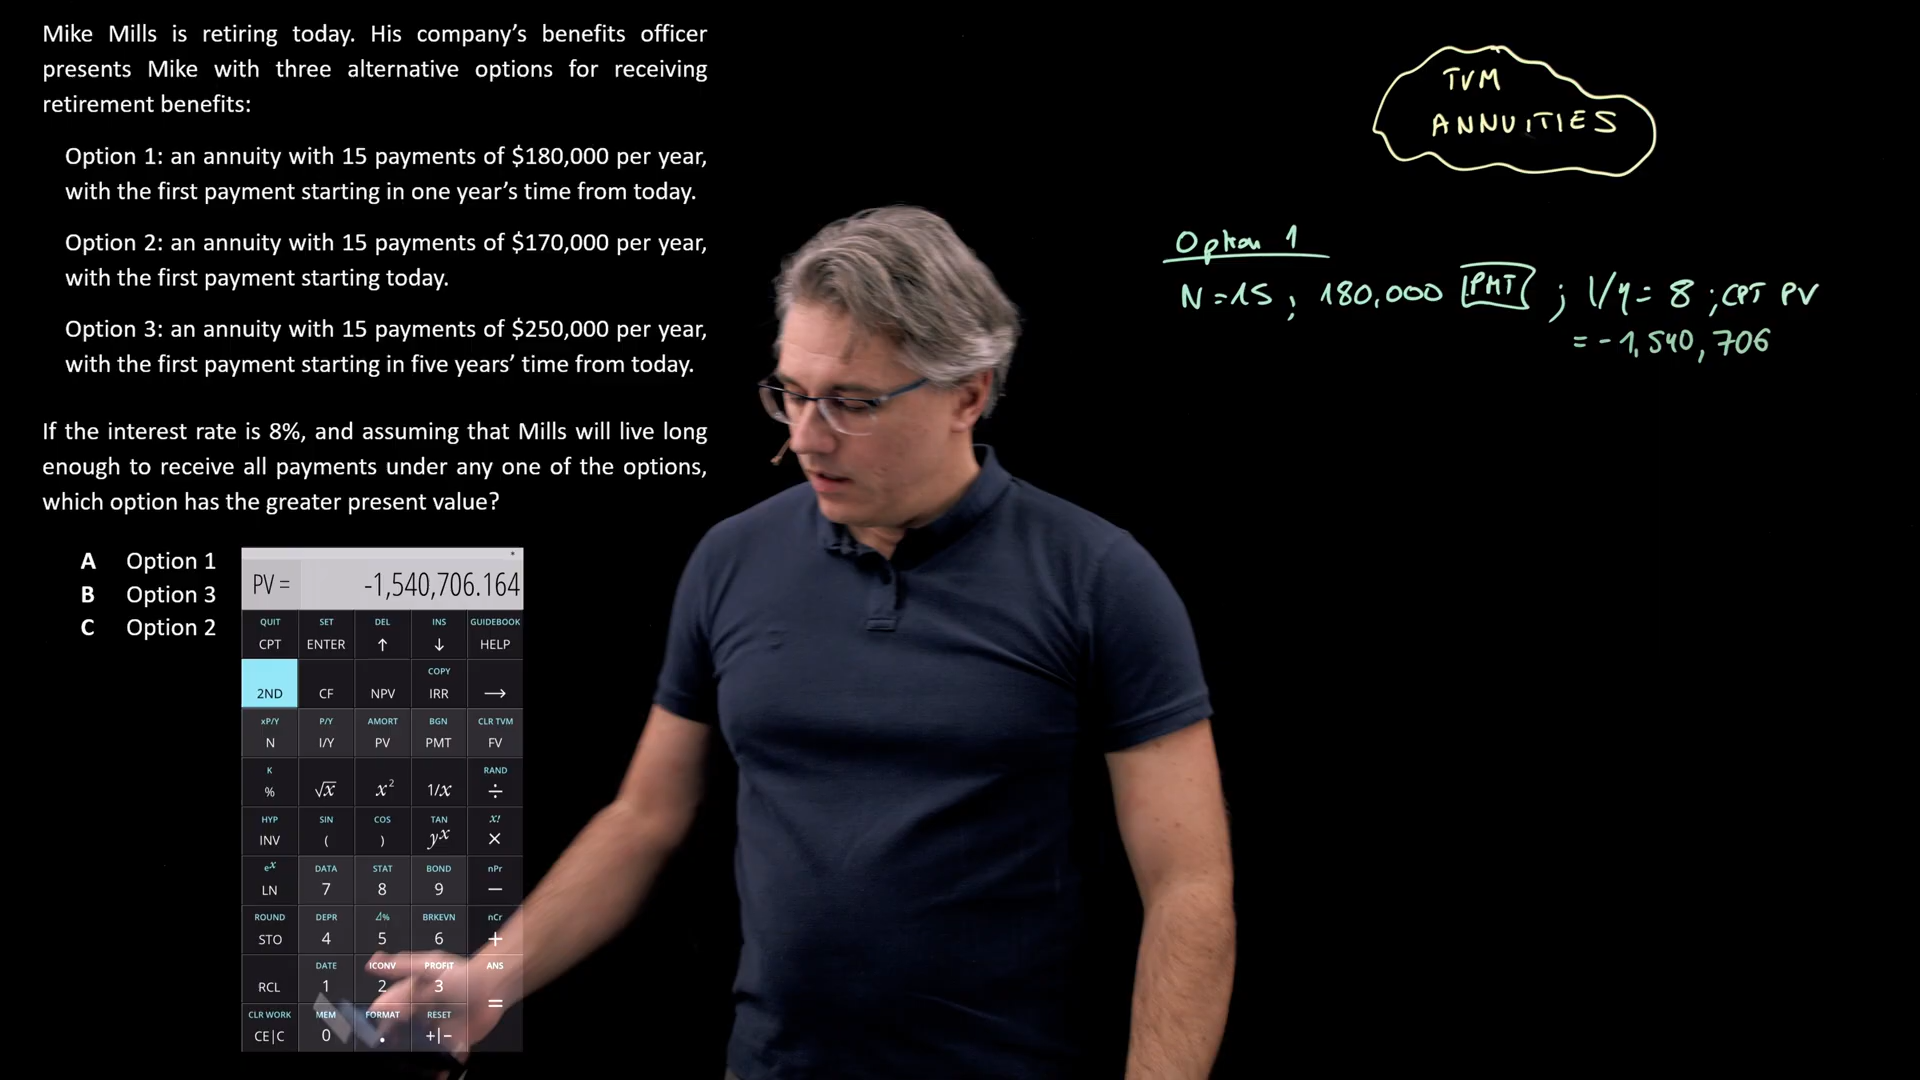 Mike Mills is retiring today. His company’s benefits officer
presents Mike with three alternative options for receiving
retirement benefits:
Option 1: an annuity with 15 payments of $180,000 per year,
with the first payment starting in one year’s time from today.
Option 2: an annuity with 15 payments of $170,000 per year,
with the first payment starting today.
Option 3: an annuity with 15 payments of $250,000 per year,
with the first payment starting in five years’ time from today.
If the interest rate is 8%, and assuming that Mills will live long
enough to receive all payments under any one of the options,
which option has the greater present value?
A Option 1
B Option 3
C Option 2
PV = -1,540,706.164
QUIT SET DEL INS GUIDEBOOK
CPT ENTER ↑ ↓ HELP
COPY
2ND CF NPV IRR →
xP/Y P/Y AMORT BGN CLR TVM
N I/Y PV PMT FV
K RAND
% √x x² 1/x ÷
HYP SIN COS TAN x!
INV ( ) yˣ ×
eˣ DATA STAT BOND nPr
LN 7 8 9 −
ROUND DEPR Δ% BRKEVN nCr
STO 4 5 6 +
DATE ICONV PROFIT ANS
RCL 1 2 3 =
CLR WORK MEM FORMAT RESET
CE|C 0 . +|−
TVM
ANNUITIES
Option 1
N = 15 ; 180,000 PMT ; I/Y = 8 ; CPT PV
= -1,540,706